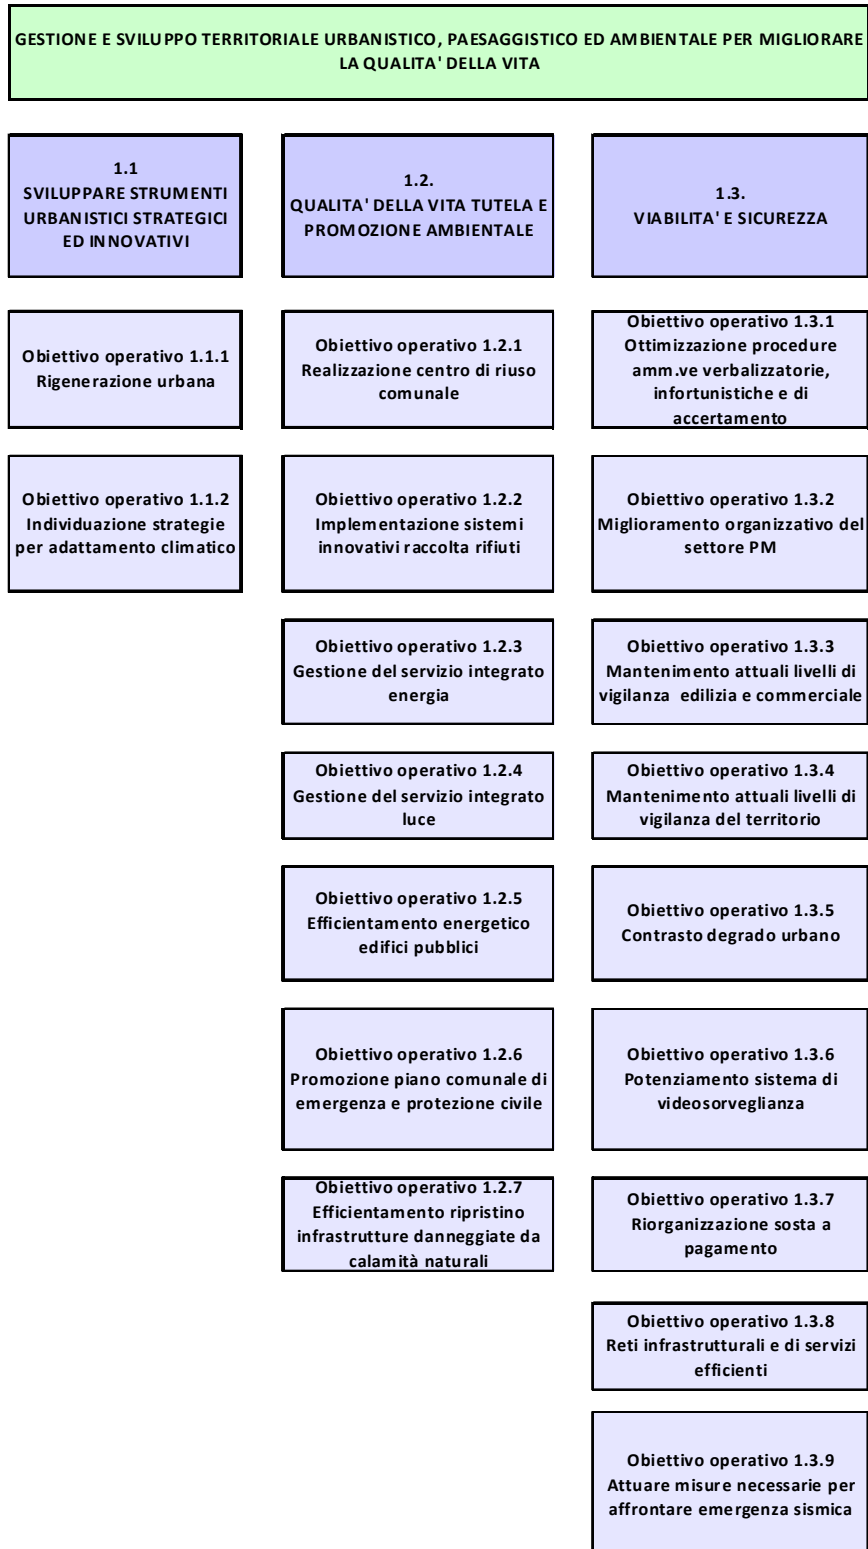 GESTIONE E SVILUPPO TERRITORIALE URBANISTICO, PAESAGGISTICO ED AMBIENTALE PER MIGLIORARE
LA QUALITA' DELLA VITA
1.1
SVILUPPARE STRUMENTI
URBANISTICI STRATEGICI
ED INNOVATIVI
1.2.
QUALITA' DELLA VITA TUTELA E
PROMOZIONE AMBIENTALE
1.3.
VIABILITA' E SICUREZZA
Obiettivo operativo 1.1.1
Rigenerazione urbana
Obiettivo operativo 1.2.1
Realizzazione centro di riuso
comunale
Obiettivo operativo 1.3.1
Ottimizzazione procedure
amm.ve verbalizzatorie,
infortunistiche e di
accertamento
Obiettivo operativo 1.1.2
Individuazione strategie
per adattamento climatico
Obiettivo operativo 1.2.2
Implementazione sistemi
innovativi raccolta rifiuti
Obiettivo operativo 1.3.2
Miglioramento organizzativo del
settore PM
Obiettivo operativo 1.2.3
Gestione del servizio integrato
energia
Obiettivo operativo 1.3.3
Mantenimento attuali livelli di
vigilanza edilizia e commerciale
Obiettivo operativo 1.2.4
Gestione del servizio integrato
luce
Obiettivo operativo 1.3.4
Mantenimento attuali livelli di
vigilanza del territorio
Obiettivo operativo 1.2.5
Efficientamento energetico
edifici pubblici
Obiettivo operativo 1.3.5
Contrasto degrado urbano
Obiettivo operativo 1.2.6
Promozione piano comunale di
emergenza e protezione civile
Obiettivo operativo 1.3.6
Potenziamento sistema di
videosorveglianza
Obiettivo operativo 1.2.7
Efficientamento ripristino
infrastrutture danneggiate da
calamità naturali
Obiettivo operativo 1.3.7
Riorganizzazione sosta a
pagamento
Obiettivo operativo 1.3.8
Reti infrastrutturali e di servizi
efficienti
Obiettivo operativo 1.3.9
Attuare misure necessarie per
affrontare emergenza sismica